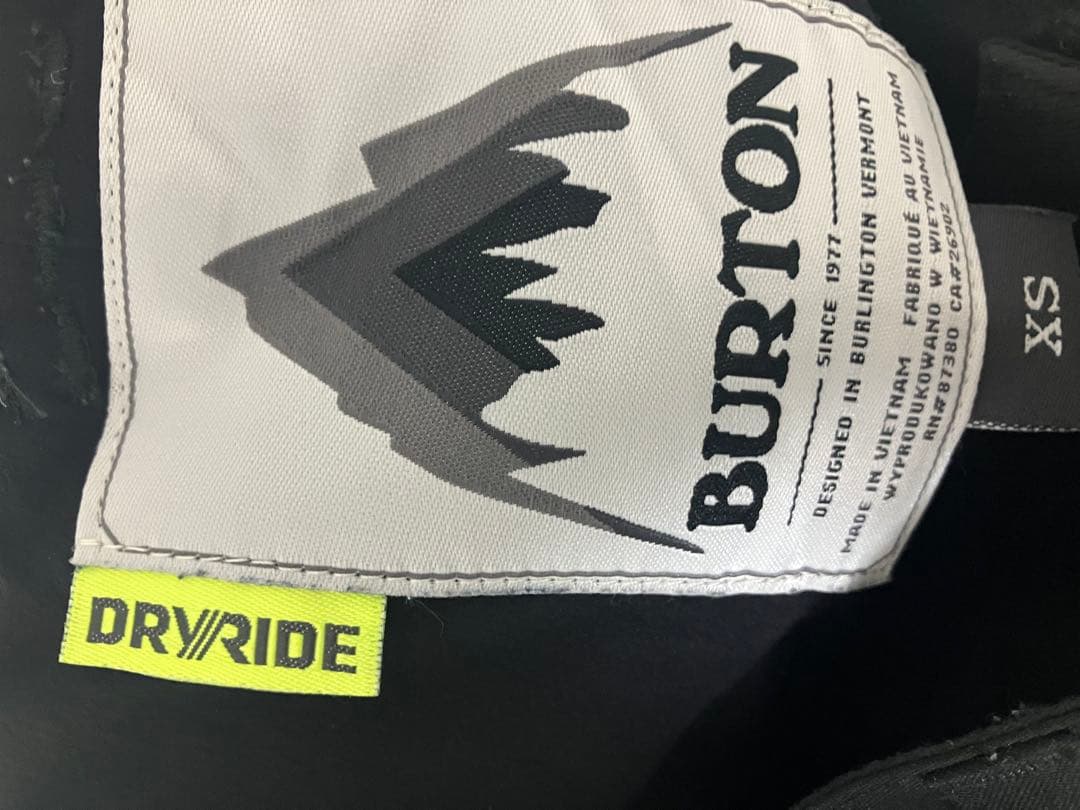 BURTON
SINCE 1977
DESIGNED IN BURLINGTON VERMONT
MADE IN VIETNAM FABRIQUÉ AU VIETNAM
WYPRODUKOWANO W WIETNAMIE
RN#87380 CA#26902
XS
DRYRIDE